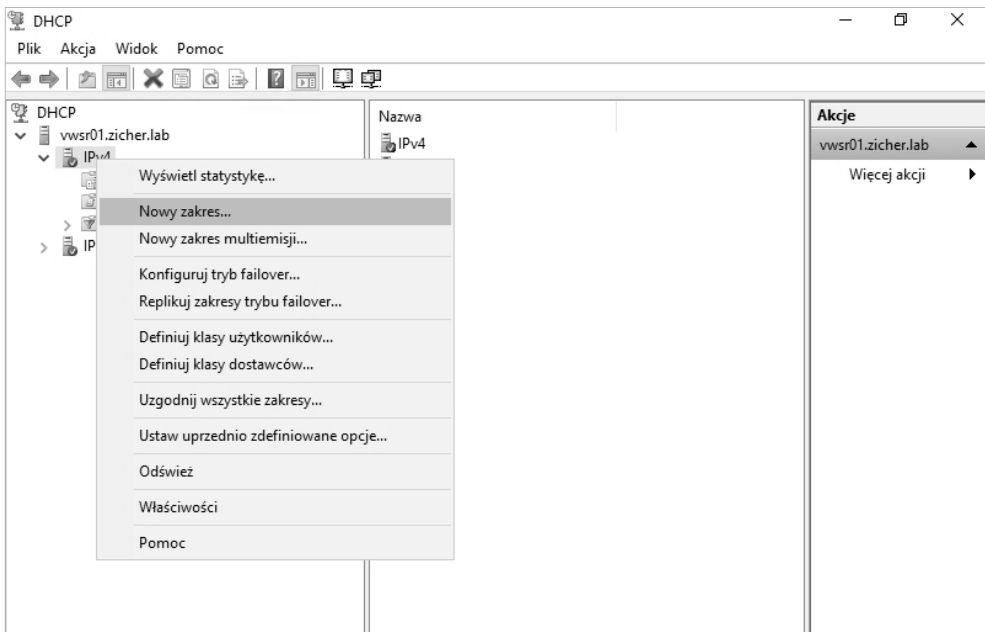 DHCP
Plik Akcja Widok Pomoc
DHCP
vwsr01.zicher.lab
IPv4
IP
Wyświetl statystykę...
Nowy zakres...
Nowy zakres multiemisji...
Konfiguruj tryb failover...
Replikuj zakresy trybu failover...
Definiuj klasy użytkowników...
Definiuj klasy dostawców...
Uzgodnij wszystkie zakresy...
Ustaw uprzednio zdefiniowane opcje...
Odśwież
Właściwości
Pomoc
Nazwa
IPv4
Akcje
vwsr01.zicher.lab
Więcej akcji